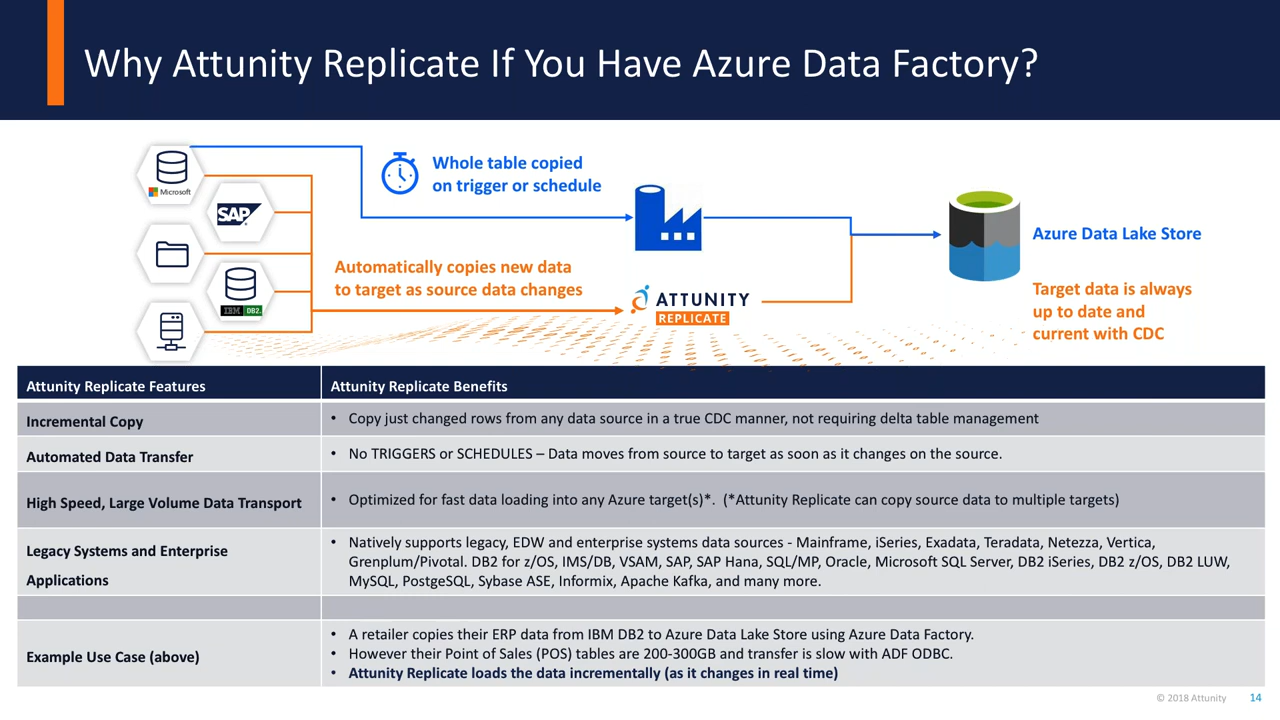 Why Attunity Replicate If You Have Azure Data Factory?
Microsoft
SAP
IBM DB2.
Whole table copied
on trigger or schedule
Automatically copies new data
to target as source data changes
ATTUNITY
REPLICATE
Azure Data Lake Store
Target data is always
up to date and
current with CDC
Attunity Replicate Features
Attunity Replicate Benefits
Incremental Copy
• Copy just changed rows from any data source in a true CDC manner, not requiring delta table management
Automated Data Transfer
• No TRIGGERS or SCHEDULES – Data moves from source to target as soon as it changes on the source.
High Speed, Large Volume Data Transport
• Optimized for fast data loading into any Azure target(s)*. (*Attunity Replicate can copy source data to multiple targets)
Legacy Systems and Enterprise
Applications
• Natively supports legacy, EDW and enterprise systems data sources - Mainframe, iSeries, Exadata, Teradata, Netezza, Vertica,
Grenplum/Pivotal. DB2 for z/OS, IMS/DB, VSAM, SAP, SAP Hana, SQL/MP, Oracle, Microsoft SQL Server, DB2 iSeries, DB2 z/OS, DB2 LUW,
MySQL, PostgeSQL, Sybase ASE, Informix, Apache Kafka, and many more.
Example Use Case (above)
• A retailer copies their ERP data from IBM DB2 to Azure Data Lake Store using Azure Data Factory.
• However their Point of Sales (POS) tables are 200-300GB and transfer is slow with ADF ODBC.
• Attunity Replicate loads the data incrementally (as it changes in real time)
© 2018 Attunity
14